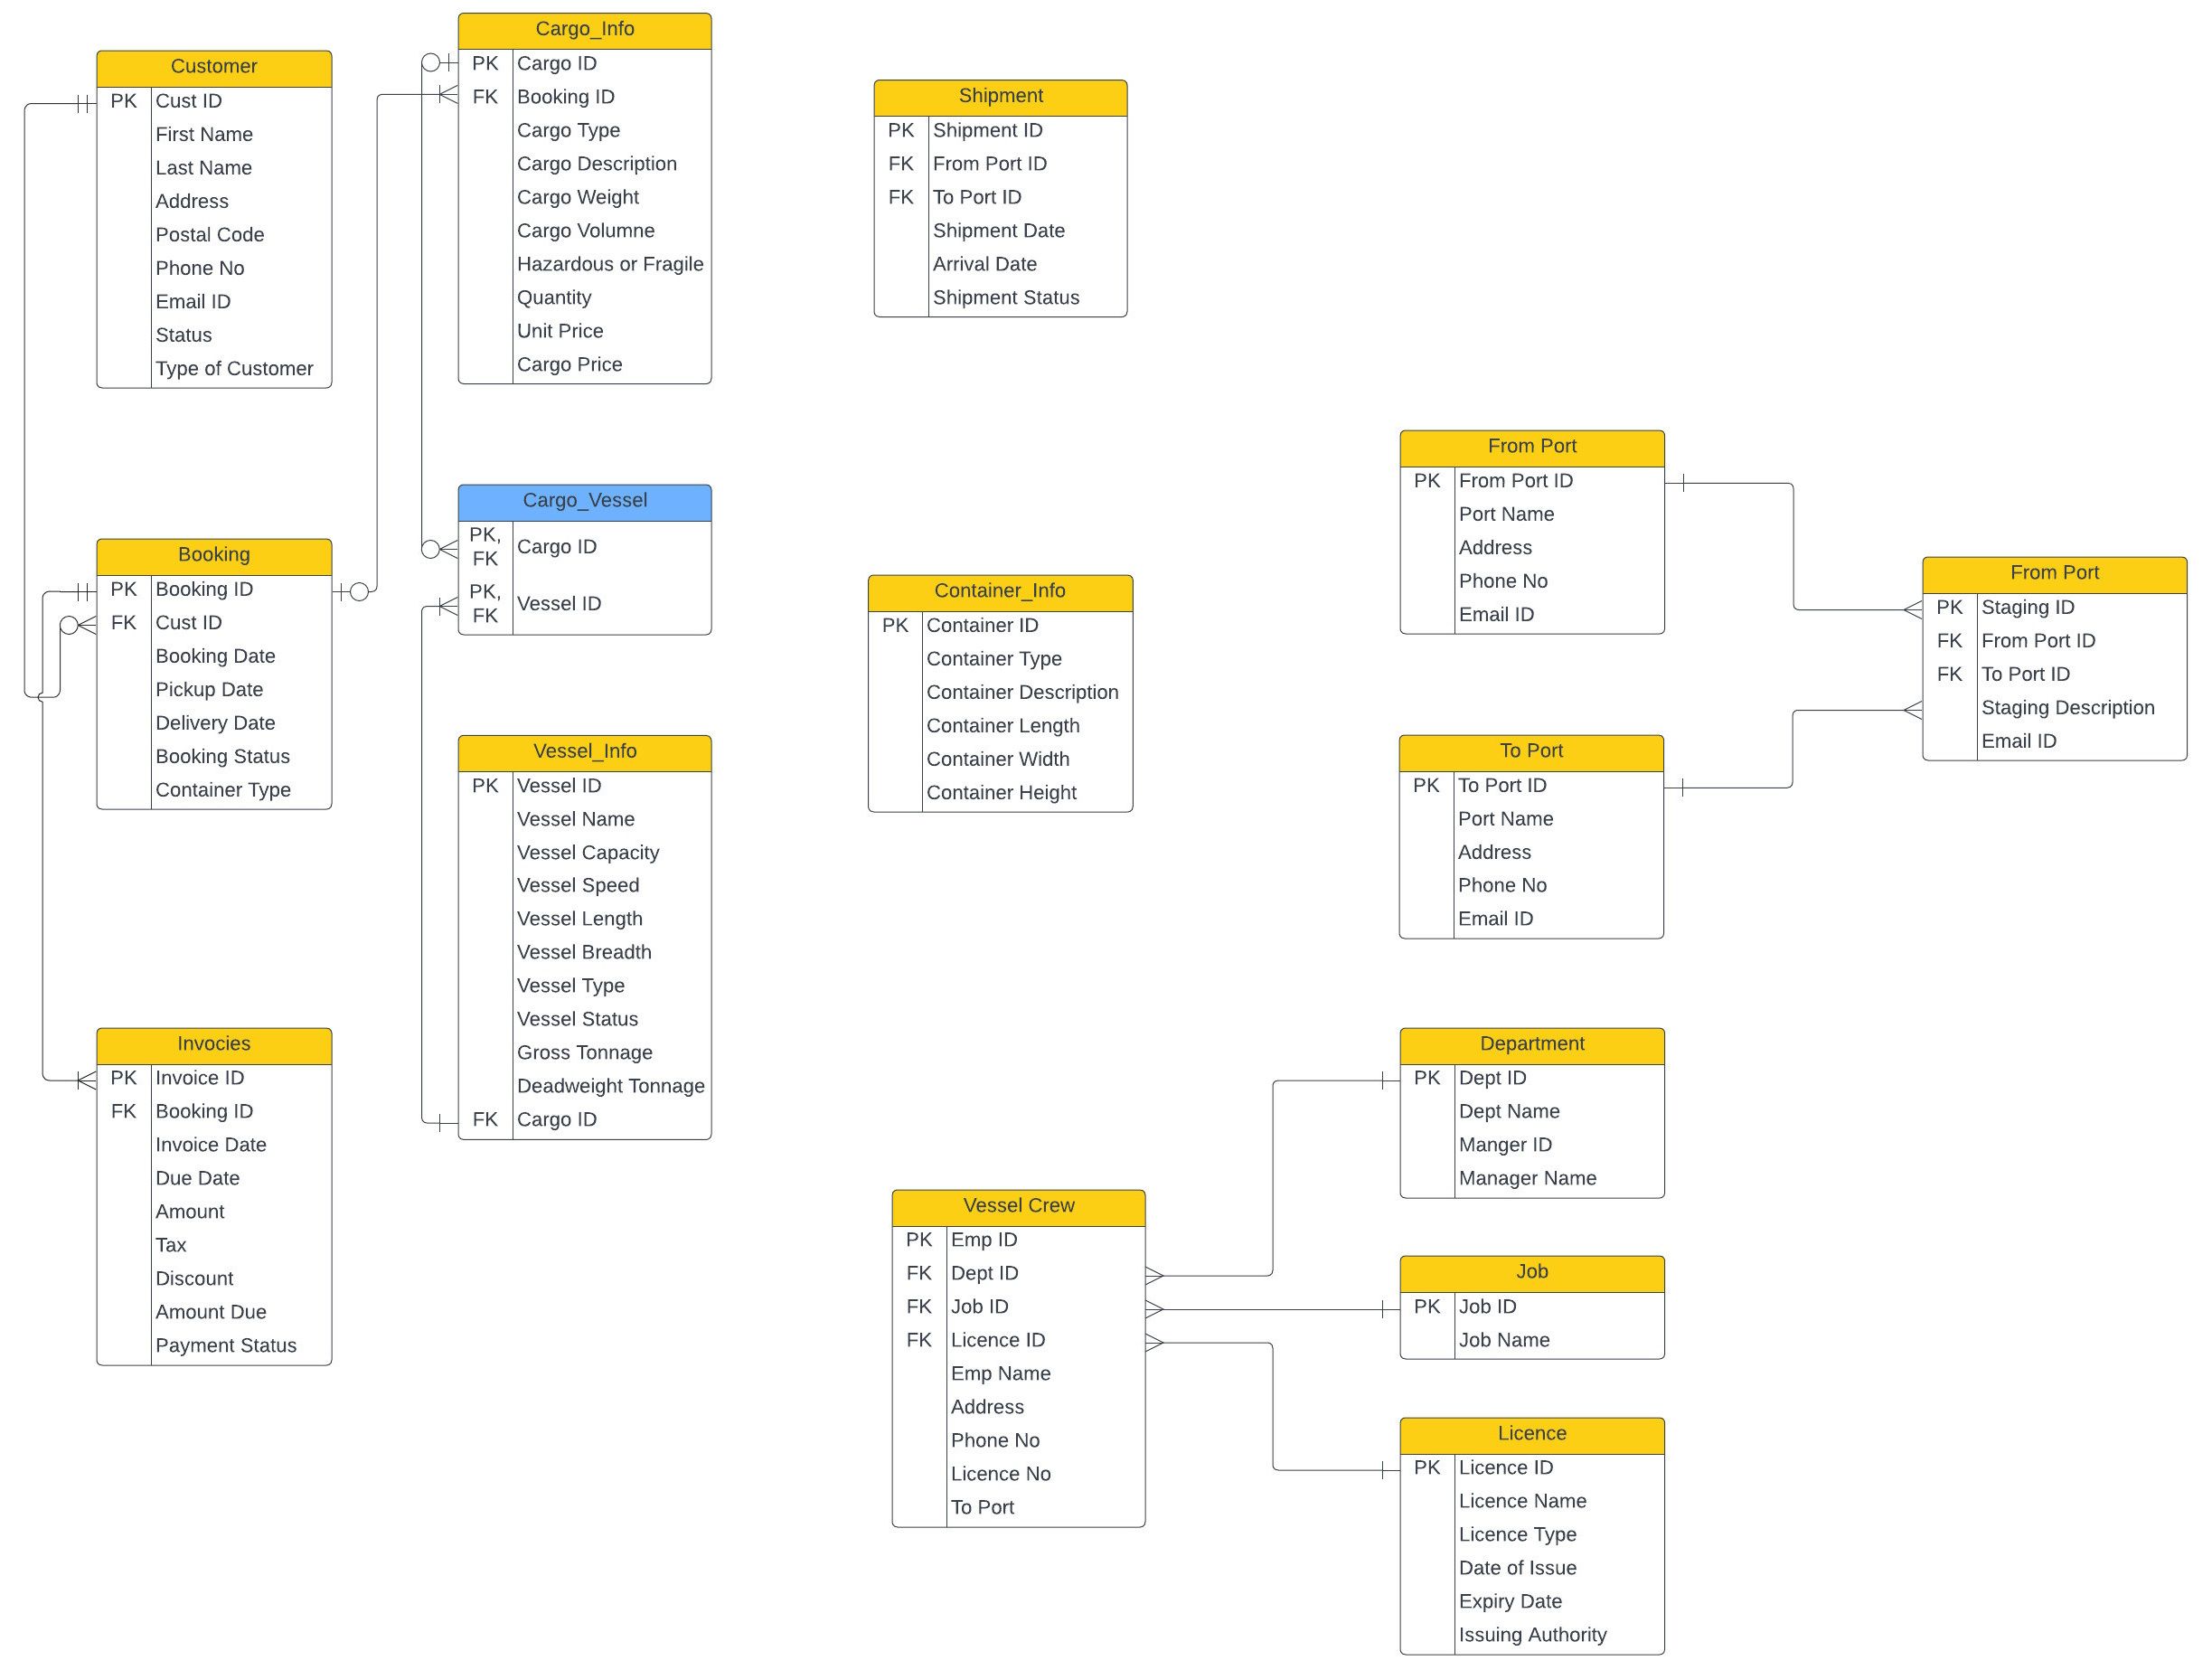 Customer
PK Cust ID
First Name
Last Name
Address
Postal Code
Phone No
Email ID
Status
Type of Customer
Booking
PK Booking ID
FK Cust ID
Booking Date
Pickup Date
Delivery Date
Booking Status
Container Type
Invocies
PK Invoice ID
FK Booking ID
Invoice Date
Due Date
Amount
Tax
Discount
Amount Due
Payment Status
Cargo_Info
PK Cargo ID
FK Booking ID
Cargo Type
Cargo Description
Cargo Weight
Cargo Volumne
Hazardous or Fragile
Quantity
Unit Price
Cargo Price
Cargo_Vessel
PK,
FK Cargo ID
PK,
FK Vessel ID
Vessel_Info
PK Vessel ID
Vessel Name
Vessel Capacity
Vessel Speed
Vessel Length
Vessel Breadth
Vessel Type
Vessel Status
Gross Tonnage
Deadweight Tonnage
FK Cargo ID
Shipment
PK Shipment ID
FK From Port ID
FK To Port ID
Shipment Date
Arrival Date
Shipment Status
Container_Info
PK Container ID
Container Type
Container Description
Container Length
Container Width
Container Height
Vessel Crew
PK Emp ID
FK Dept ID
FK Job ID
FK Licence ID
Emp Name
Address
Phone No
Licence No
To Port
From Port
PK From Port ID
Port Name
Address
Phone No
Email ID
To Port
PK To Port ID
Port Name
Address
Phone No
Email ID
Department
PK Dept ID
Dept Name
Manger ID
Manager Name
Job
PK Job ID
Job Name
Licence
PK Licence ID
Licence Name
Licence Type
Date of Issue
Expiry Date
Issuing Authority
From Port
PK Staging ID
FK From Port ID
FK To Port ID
Staging Description
Email ID